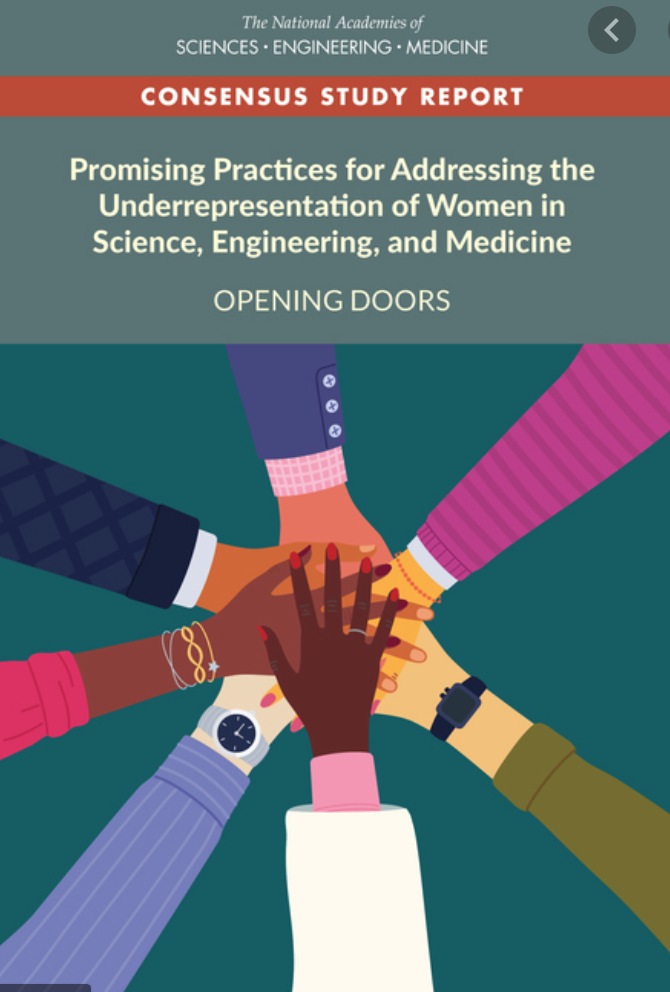 The National Academies of
SCIENCES • ENGINEERING • MEDICINE
CONSENSUS STUDY REPORT
Promising Practices for Addressing the
Underrepresentation of Women in
Science, Engineering, and Medicine
OPENING DOORS